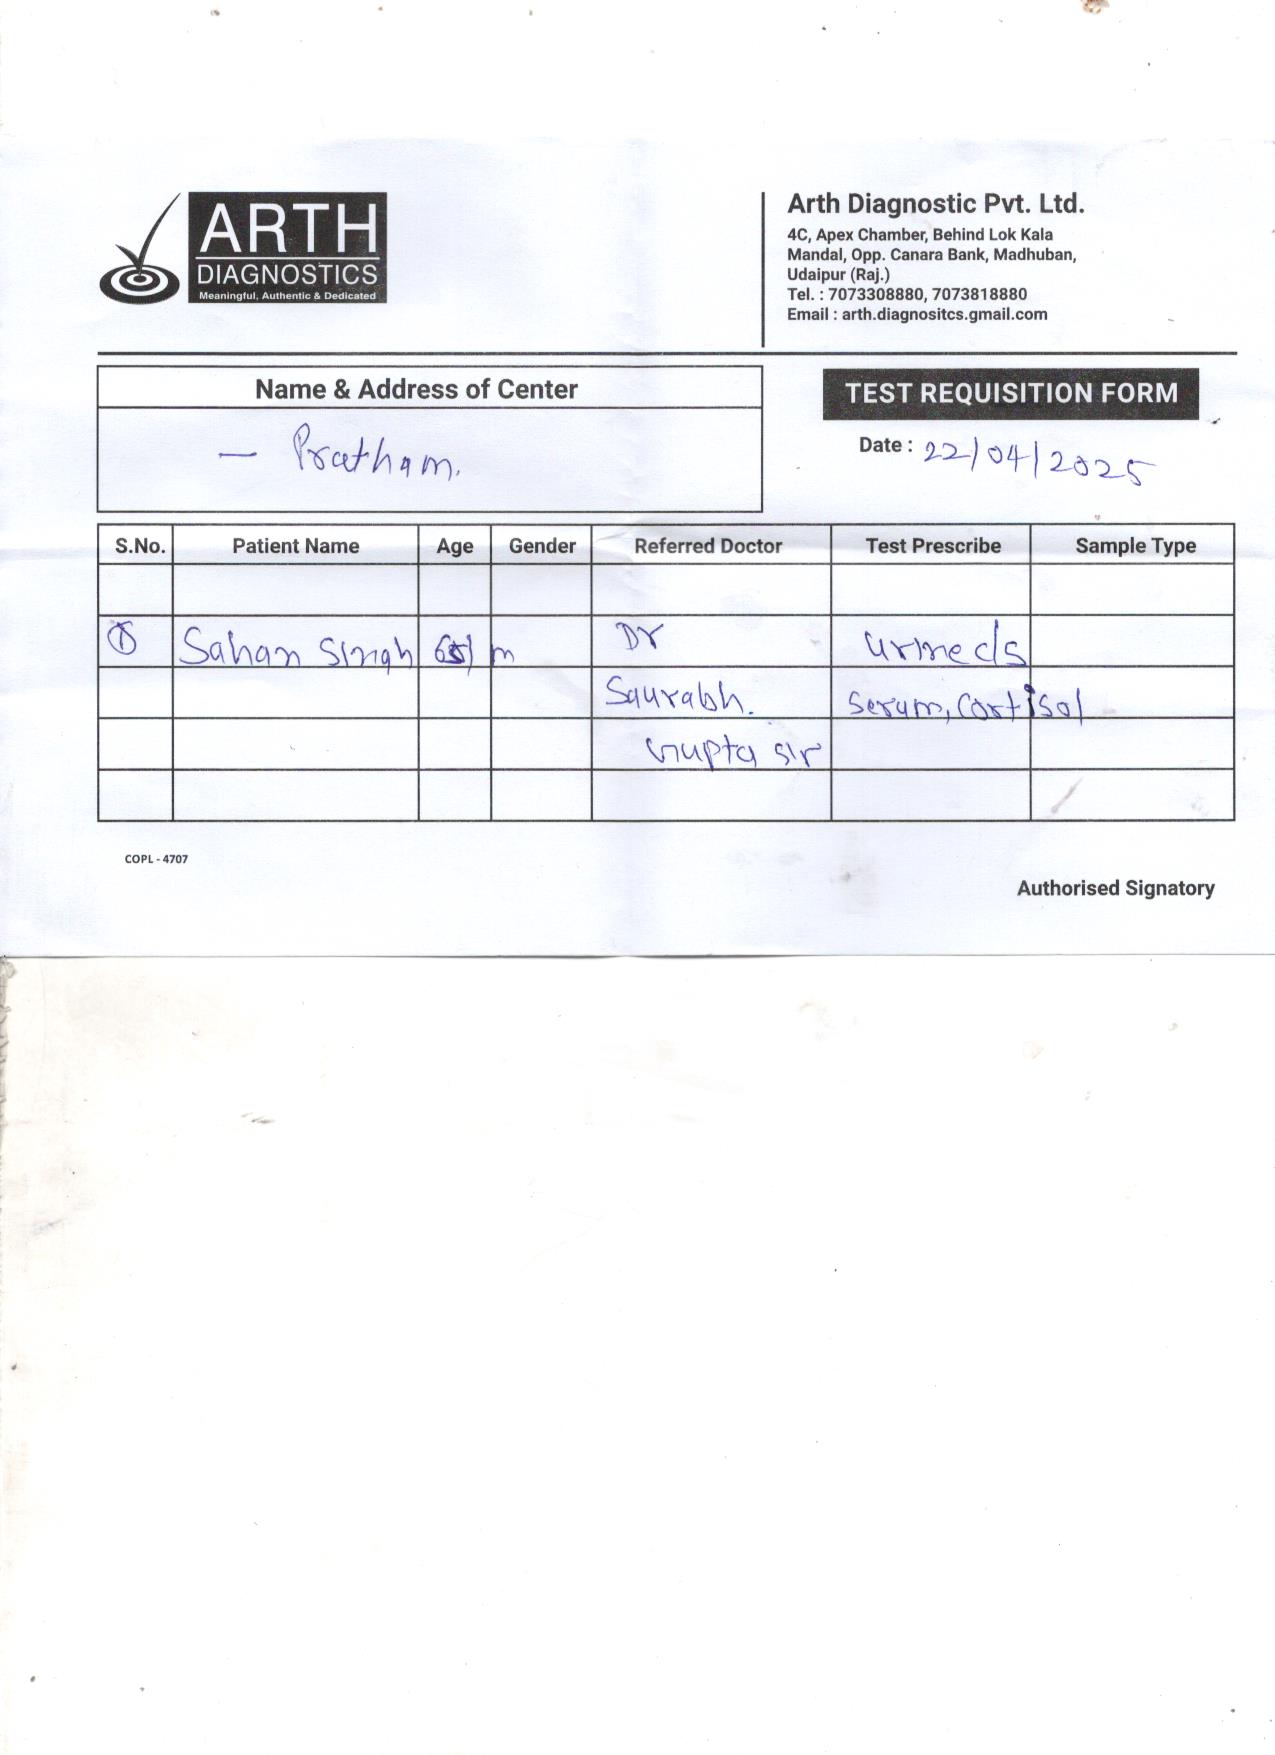 ARTH
DIAGNOSTICS
Meaningful, Authentic & Dedicated
Arth Diagnostic Pvt. Ltd.
4C, Apex Chamber, Behind Lok Kala
Mandal, Opp. Canara Bank, Madhuban,
Udaipur (Raj.)
Tel. : 7073308880, 7073818880
Email : arth.diagnositcs.gmail.com
Name & Address of Center
TEST REQUISITION FORM
— Pratham.
Date : 22/04/2025
S.No. Patient Name Age Gender Referred Doctor Test Prescribe Sample Type
① Sahan Singh m Dr urine c/s
Saurabh. Serum, Cortisol
Gupta sir
COPL - 4707
Authorised Signatory